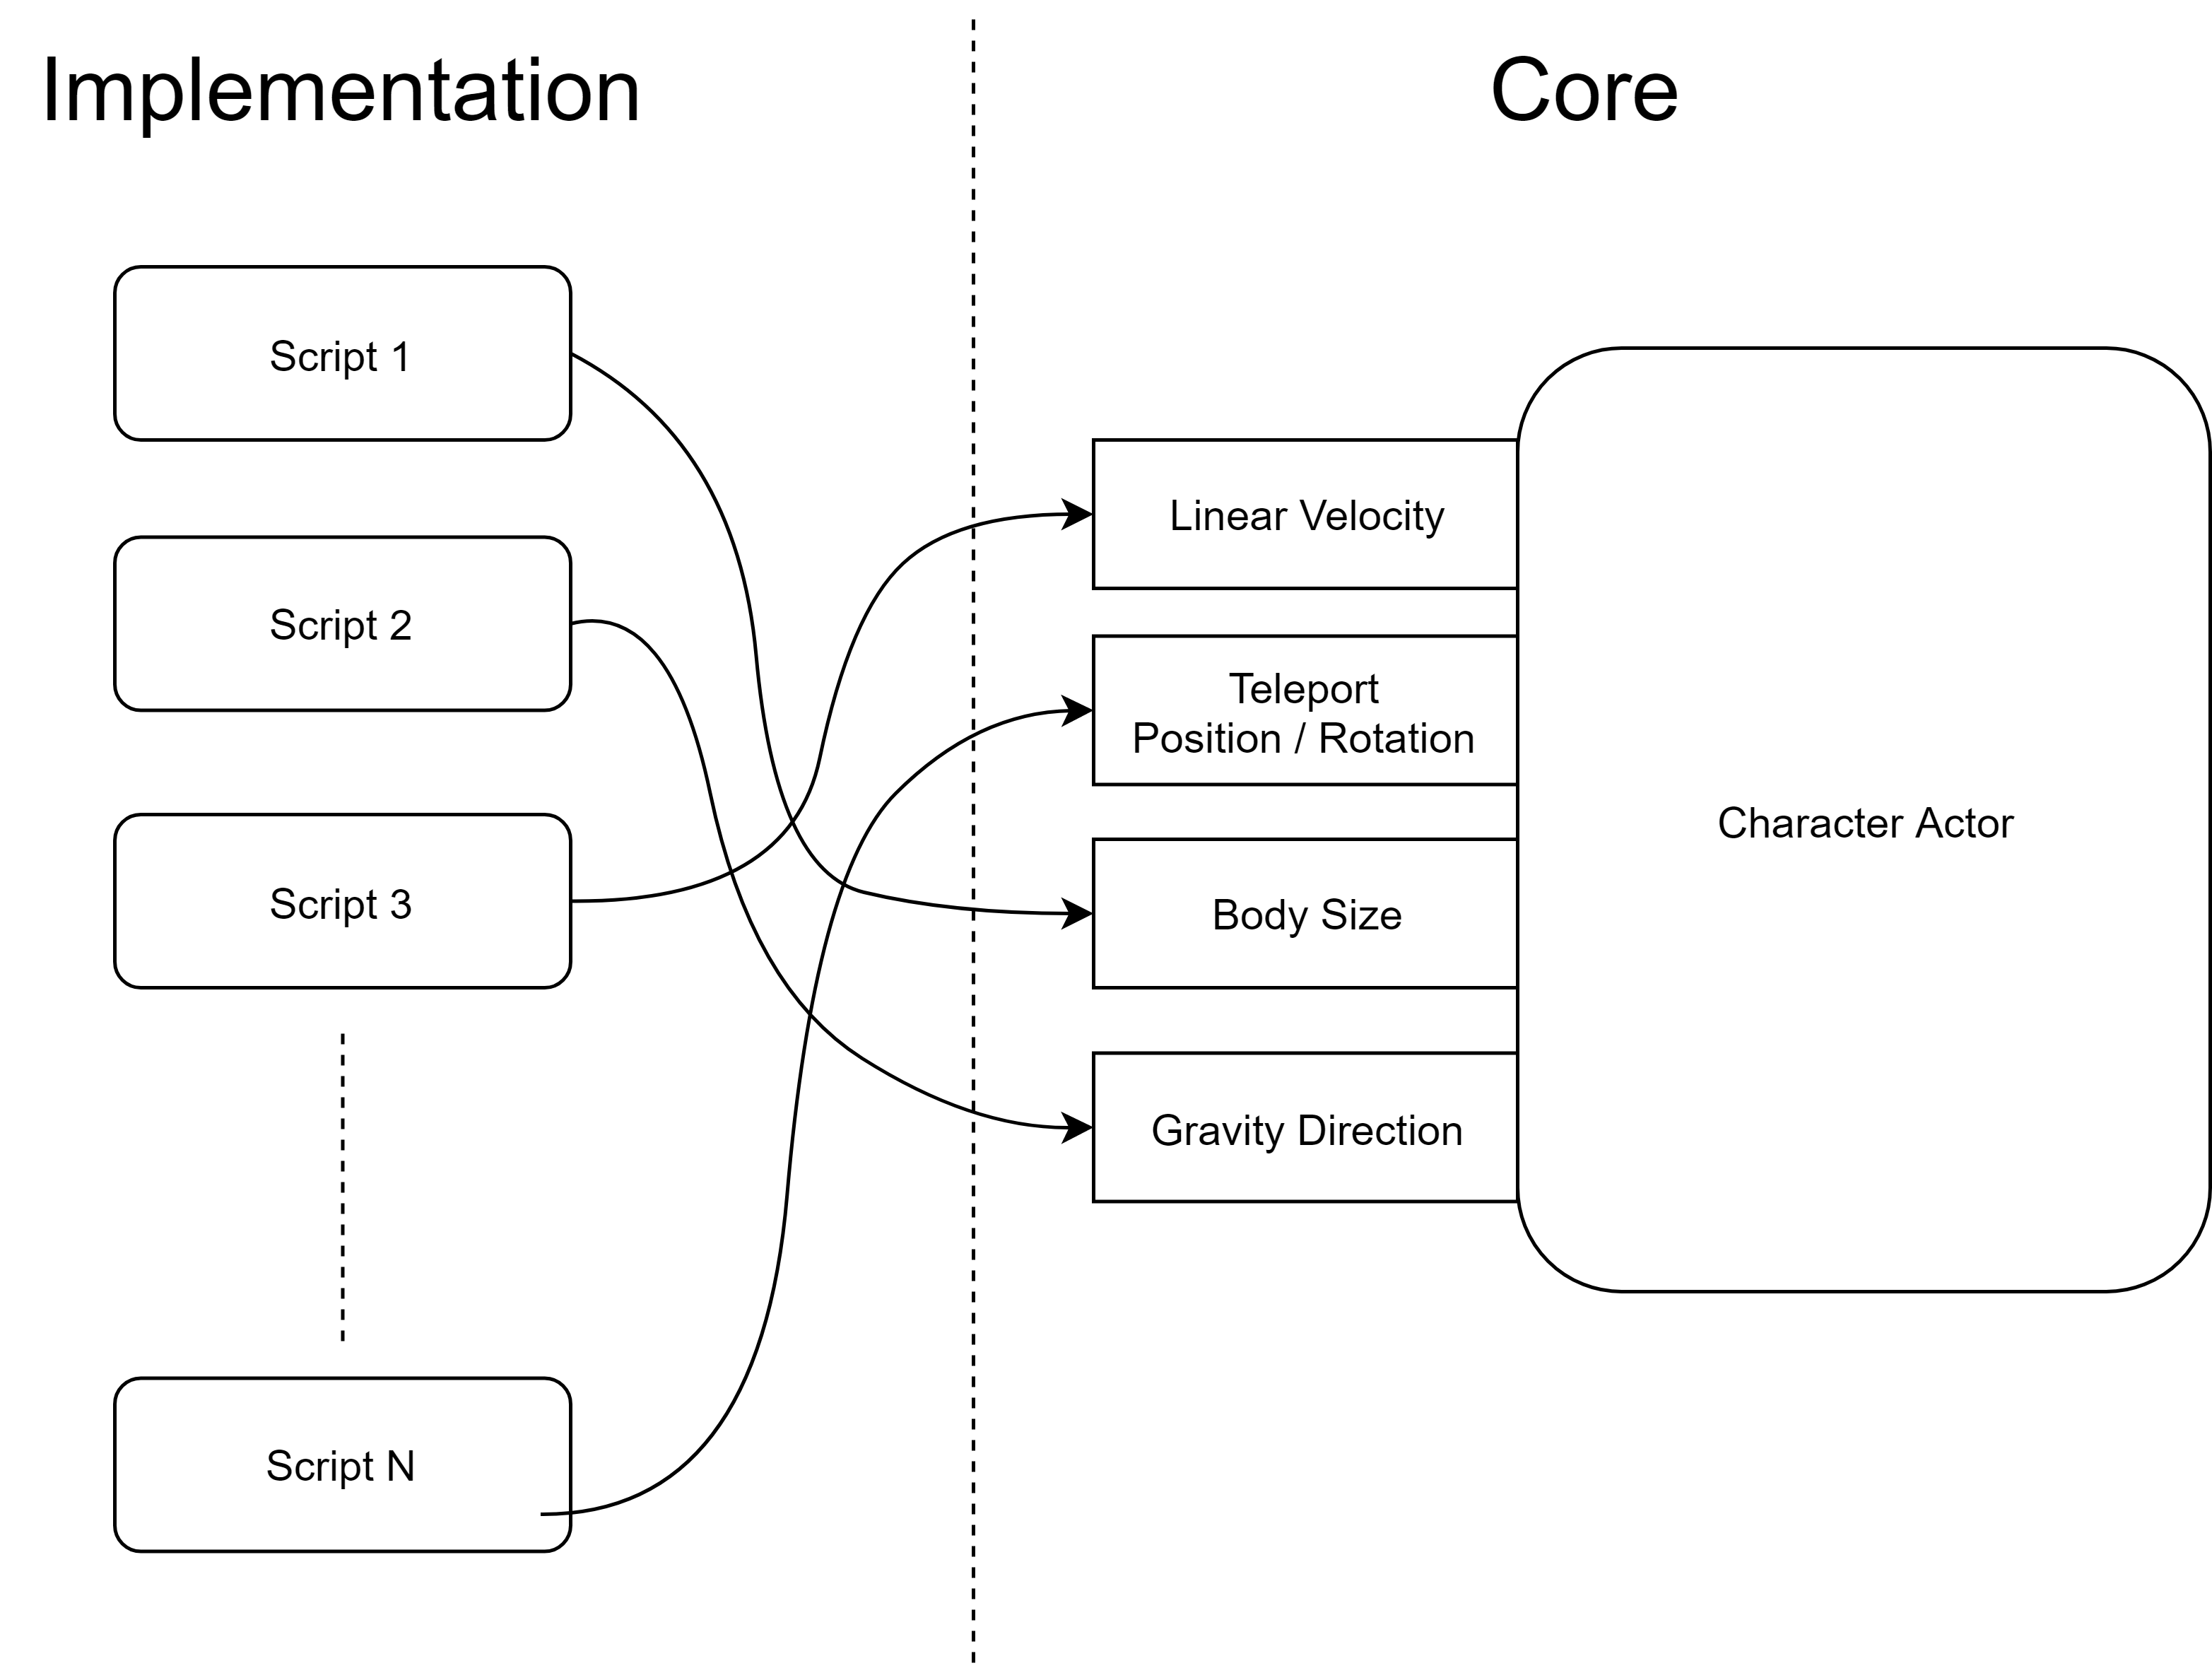 Implementation
Core
Script 1
Script 2
Script 3
Script N
Linear Velocity
Teleport
Position / Rotation
Body Size
Gravity Direction
Character Actor